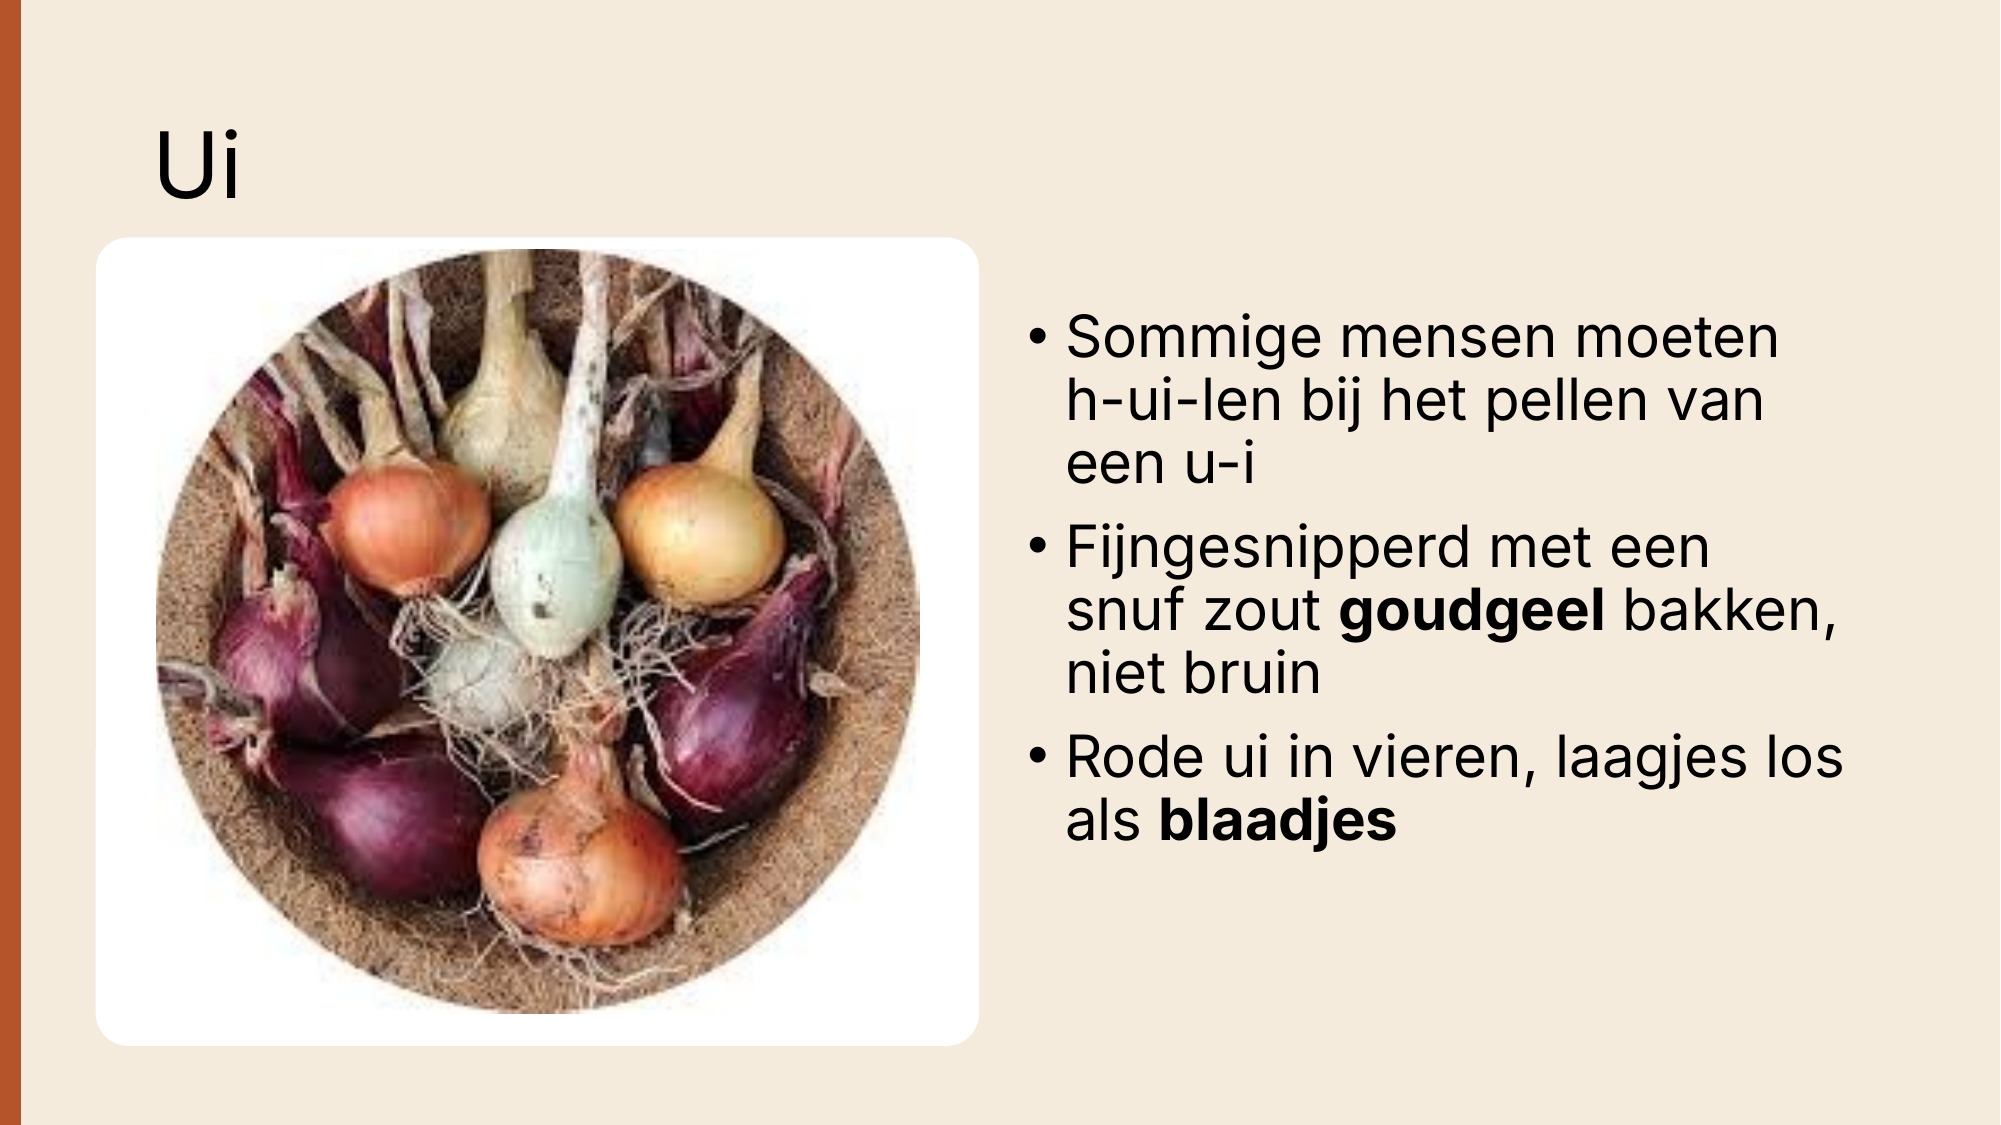 Ui
• Sommige mensen moeten
h-ui-len bij het pellen van
een u-i
• Fijngesnipperd met een
snuf zout goudgeel bakken,
niet bruin
• Rode ui in vieren, laagjes los
als blaadjes